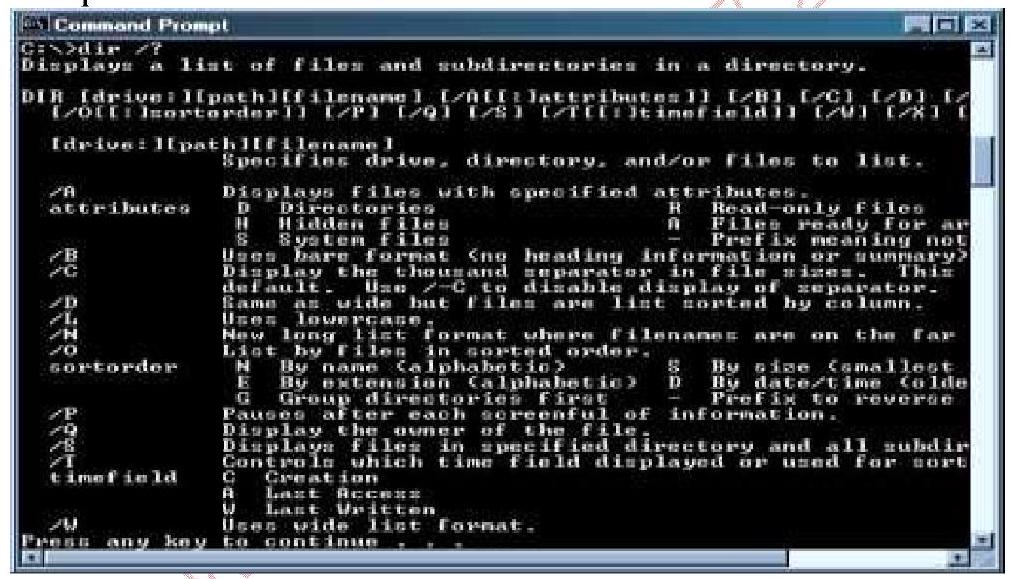 Command Prompt
C:\>dir /?
Displays a list of files and subdirectories in a directory.
DIR [drive:][path][filename] [/A[[:]attributes]] [/B] [/C] [/D] [/
[/O[[:]sortorder]] [/P] [/Q] [/S] [/T[[:]timefield]] [/W] [/X] [
[drive:][path][filename]
Specifies drive, directory, and/or files to list.
/A Displays files with specified attributes.
attributes D Directories R Read-only files
H Hidden files A Files ready for ar
S System files - Prefix meaning not
/B Uses bare format (no heading information or summary)
/C Display the thousand separator in file sizes. This
default. Use /-C to disable display of separator.
/D Same as wide but files are list sorted by column.
/L Uses lowercase.
/N New long list format where filenames are on the far
/O List by files in sorted order.
sortorder N By name (alphabetic) S By size (smallest
E By extension (alphabetic) D By date/time (olde
G Group directories first - Prefix to reverse
/P Pauses after each screenful of information.
/Q Display the owner of the file.
/S Displays files in specified directory and all subdir
/T Controls which time field displayed or used for sort
timefield C Creation
A Last Access
W Last Written
/W Uses wide list format.
Press any key to continue . . .